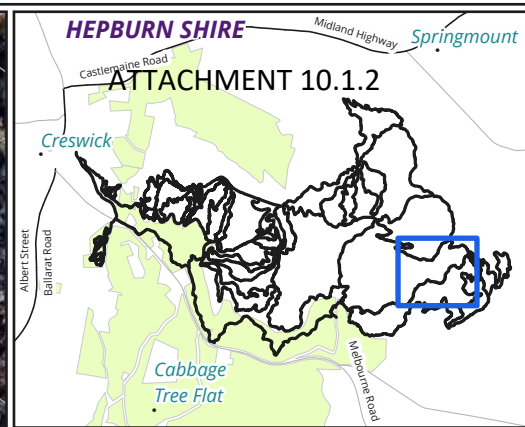 HEPBURN SHIRE
Midland Highway
Springmount
Castlemaine Road
ATTACHMENT 10.1.2
Creswick
Albert Street
Ballarat Road
Melbourne Road
Cabbage
Tree Flat